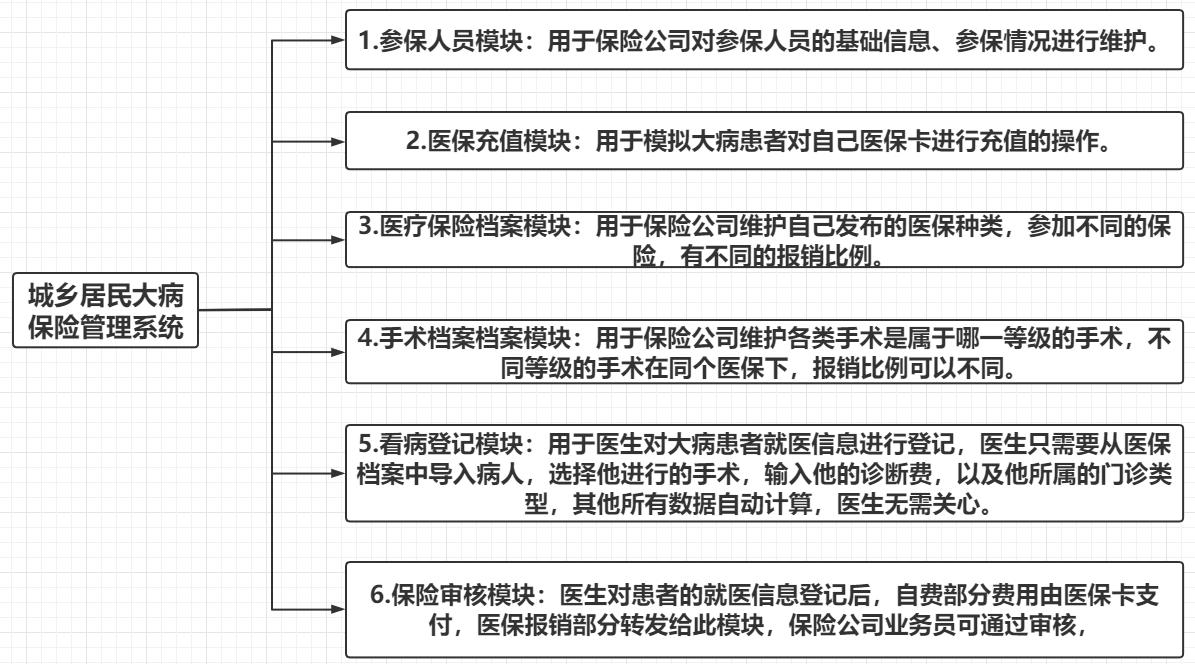 1.参保人员模块：用于保险公司对参保人员的基础信息、参保情况进行维护。
2.医保充值模块：用于模拟大病患者对自己医保卡进行充值的操作。
3.医疗保险档案模块：用于保险公司维护自己发布的医保种类，参加不同的保
险，有不同的报销比例。
城乡居民大病
保险管理系统
4.手术档案档案模块：用于保险公司维护各类手术是属于哪一等级的手术，不
同等级的手术在同个医保下，报销比例可以不同。
5.看病登记模块：用于医生对大病患者就医信息进行登记，医生只需要从医保
档案中导入病人，选择他进行的手术，输入他的诊断费，以及他所属的门诊类
型，其他所有数据自动计算，医生无需关心。
6.保险审核模块：医生对患者的就医信息登记后，自费部分费用由医保卡支
付，医保报销部分转发给此模块，保险公司业务员可通过审核，